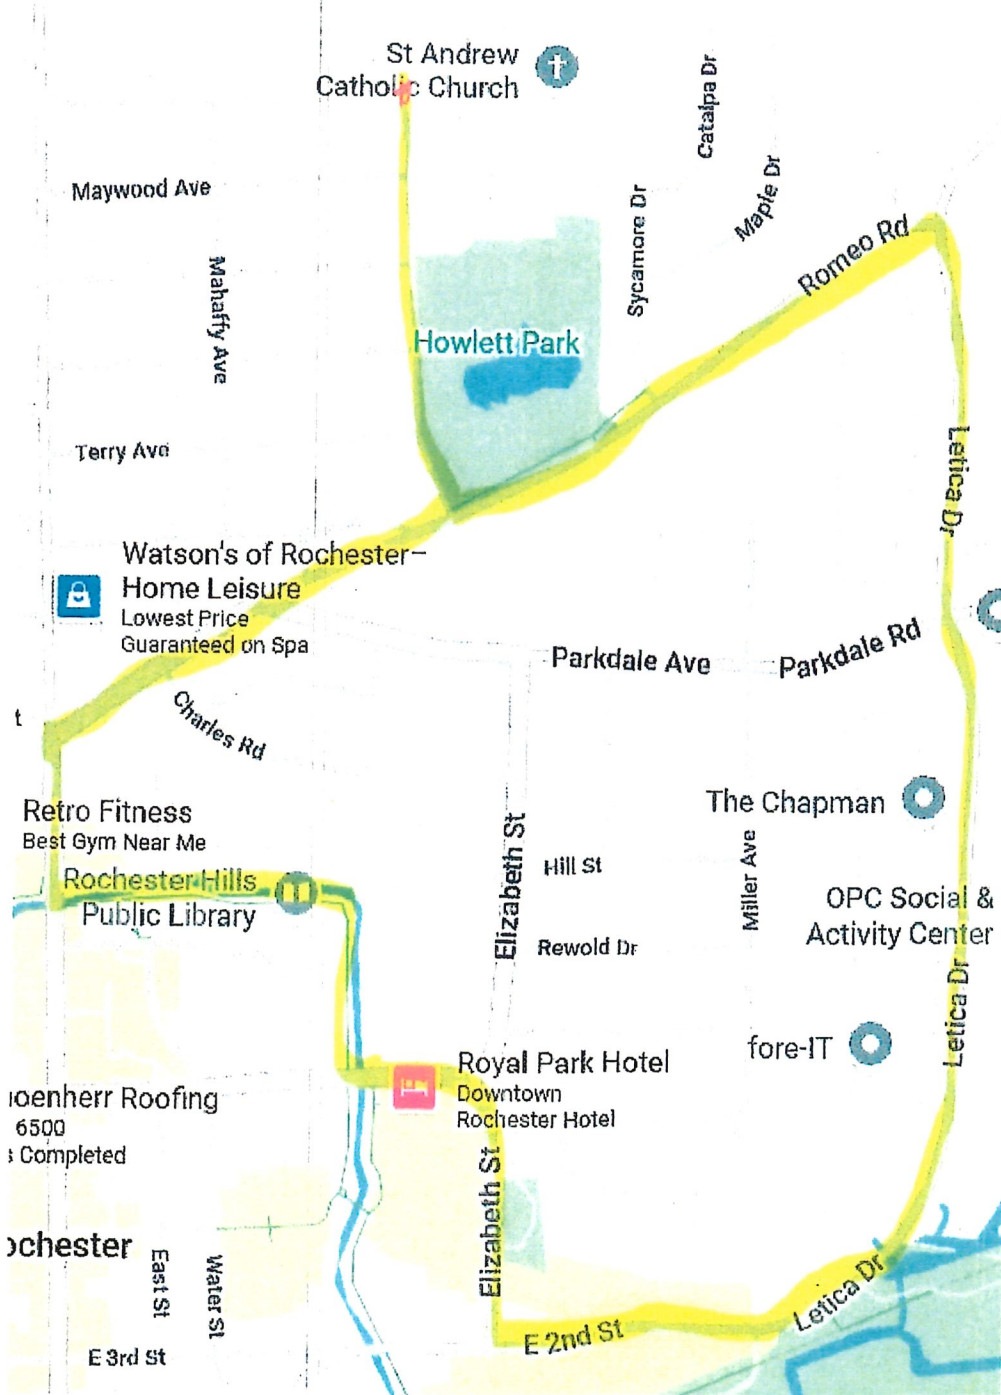 St Andrew
Catholic Church
Catalpa Dr
Maywood Ave
Maple Dr
Sycamore Dr
Romeo Rd
Mahaffy Ave
Howlett Park
Terry Ave
Letica Dr
Watson's of Rochester–
Home Leisure
Lowest Price
Guaranteed on Spa
Parkdale Ave
Parkdale Rd
t
Charles Rd
Retro Fitness
Best Gym Near Me
The Chapman
Elizabeth St
Hill St
Miller Ave
Rochester Hills
Public Library
OPC Social &
Activity Center
Rewold Dr
Letica Dr
fore-IT
Royal Park Hotel
Downtown
Rochester Hotel
oenherr Roofing
6500
s Completed
Elizabeth St
ochester
East St
Water St
Letica Dr
E 2nd St
E 3rd St